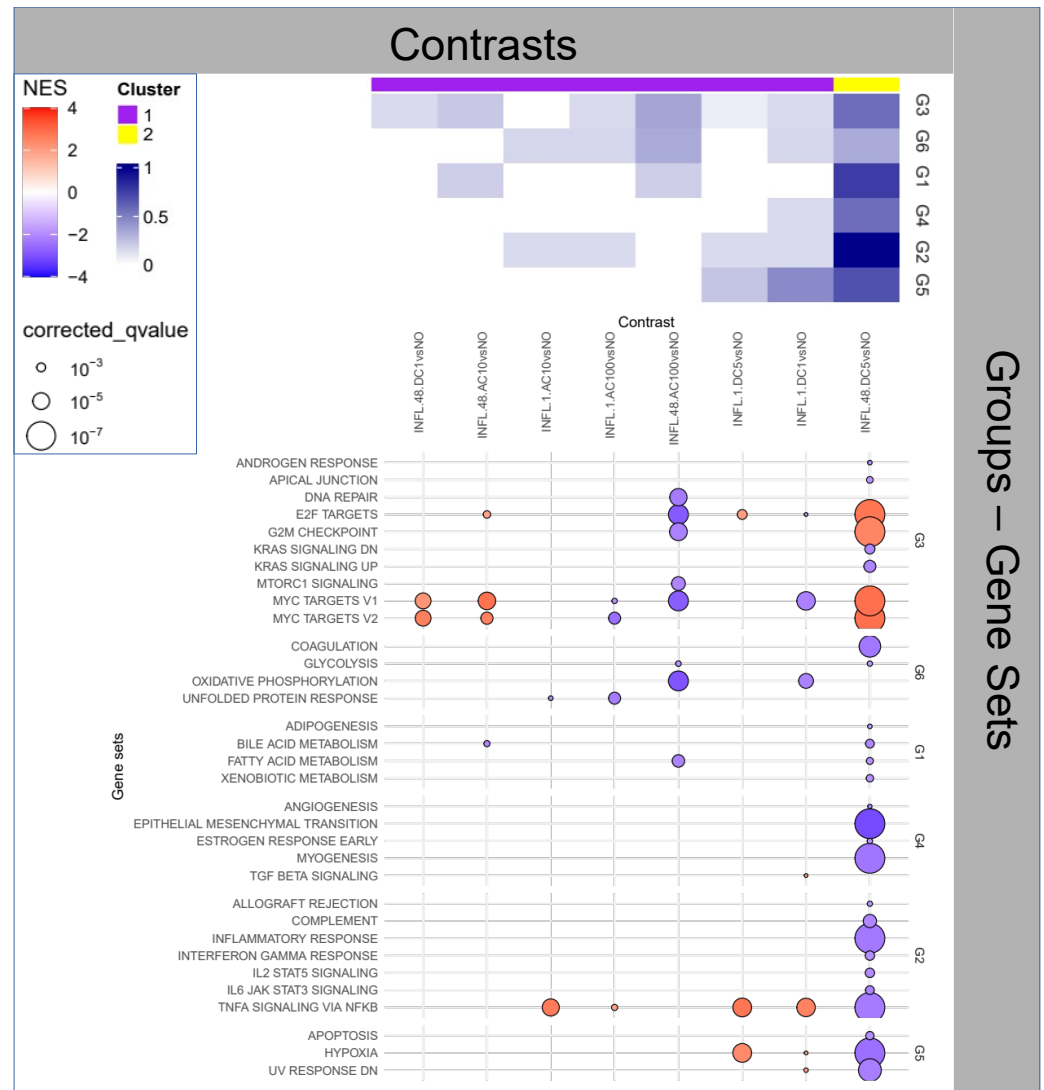 Contrasts
NES
4
2
0
−2
−4
Cluster
1
2
1
0.5
0
corrected_qvalue
10⁻³
10⁻⁵
10⁻⁷
G3
G6
G1
G4
G2
G5
Contrast
INFL.48.DC1vsNO
INFL.48.AC10vsNO
INFL.1.AC10vsNO
INFL.1.AC100vsNO
INFL.48.AC100vsNO
INFL.1.DC5vsNO
INFL.1.DC1vsNO
INFL.48.DC5vsNO
Gene sets
ANDROGEN RESPONSE
APICAL JUNCTION
DNA REPAIR
E2F TARGETS
G2M CHECKPOINT
KRAS SIGNALING DN
KRAS SIGNALING UP
MTORC1 SIGNALING
MYC TARGETS V1
MYC TARGETS V2
G3
COAGULATION
GLYCOLYSIS
OXIDATIVE PHOSPHORYLATION
UNFOLDED PROTEIN RESPONSE
G6
ADIPOGENESIS
BILE ACID METABOLISM
FATTY ACID METABOLISM
XENOBIOTIC METABOLISM
G1
ANGIOGENESIS
EPITHELIAL MESENCHYMAL TRANSITION
ESTROGEN RESPONSE EARLY
MYOGENESIS
TGF BETA SIGNALING
G4
ALLOGRAFT REJECTION
COMPLEMENT
INFLAMMATORY RESPONSE
INTERFERON GAMMA RESPONSE
IL2 STAT5 SIGNALING
IL6 JAK STAT3 SIGNALING
TNFA SIGNALING VIA NFKB
G2
APOPTOSIS
HYPOXIA
UV RESPONSE DN
G5
Groups – Gene Sets